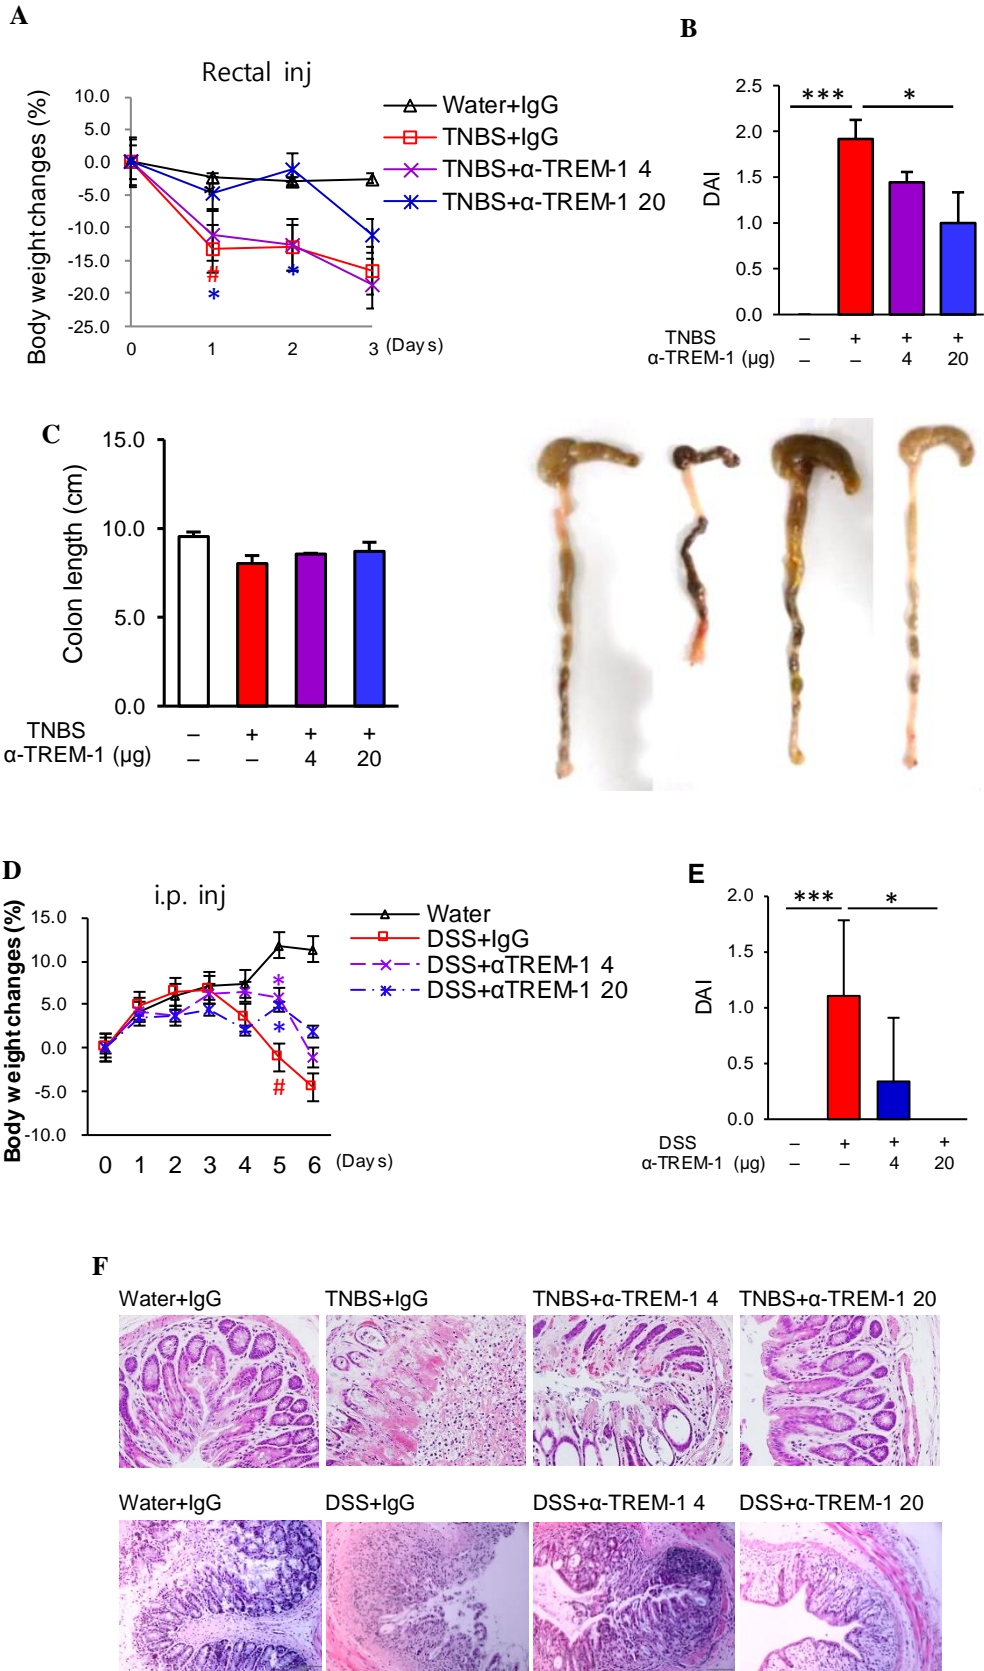 A
Rectal inj
Body weight changes (%)
10.0
5.0
0.0
-5.0
-10.0
-15.0
-20.0
-25.0
0 1 2 3 (Days)
#
*
*
Water+IgG
TNBS+IgG
TNBS+α-TREM-1 4
TNBS+α-TREM-1 20
B
DAI
2.5
2.0
1.5
1.0
0.5
0.0
*** *
TNBS – + + +
α-TREM-1 (µg) – – 4 20
C
Colon length (cm)
15.0
10.0
5.0
0.0
TNBS – + + +
α-TREM-1 (µg) – – 4 20
D
i.p. inj
Body weight changes (%)
15.0
10.0
5.0
0.0
-5.0
-10.0
0 1 2 3 4 5 6 (Days)
*
*
#
Water
DSS+IgG
DSS+αTREM-1 4
DSS+αTREM-1 20
E
DAI
2.0
1.5
1.0
0.5
0.0
*** *
DSS – + + +
α-TREM-1 (µg) – – 4 20
F
Water+IgG TNBS+IgG TNBS+α-TREM-1 4 TNBS+α-TREM-1 20
Water+IgG DSS+IgG DSS+α-TREM-1 4 DSS+α-TREM-1 20